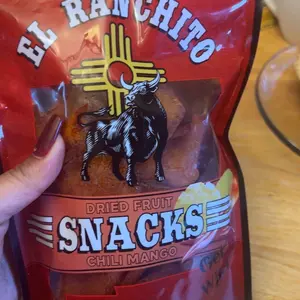 EL RANCHITO
DRIED FRUIT
SNACKS
CHILI MANGO